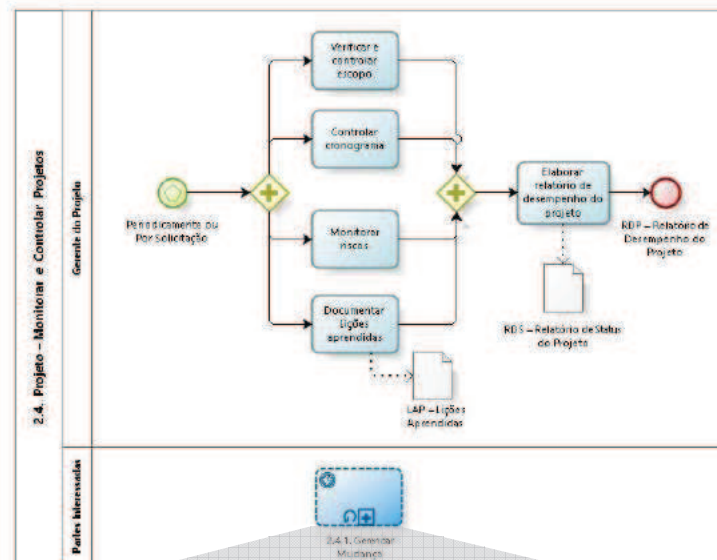 2.4. Projeto – Monitorar e Controlar Projetos
Gerente do Projeto
Periodicamente ou
Por Solicitação
Verificar e
controlar
escopo
Controlar
cronograma
Monitorar
riscos
Documentar
lições
aprendidas
LAP – Lições
Aprendidas
Elaborar
relatório de
desempenho do
projeto
RDS – Relatório de Status
do Projeto
RDP – Relatório de
Desempenho do
Projeto
Partes Interessadas
2.4.1. Gerenciar
Mudança